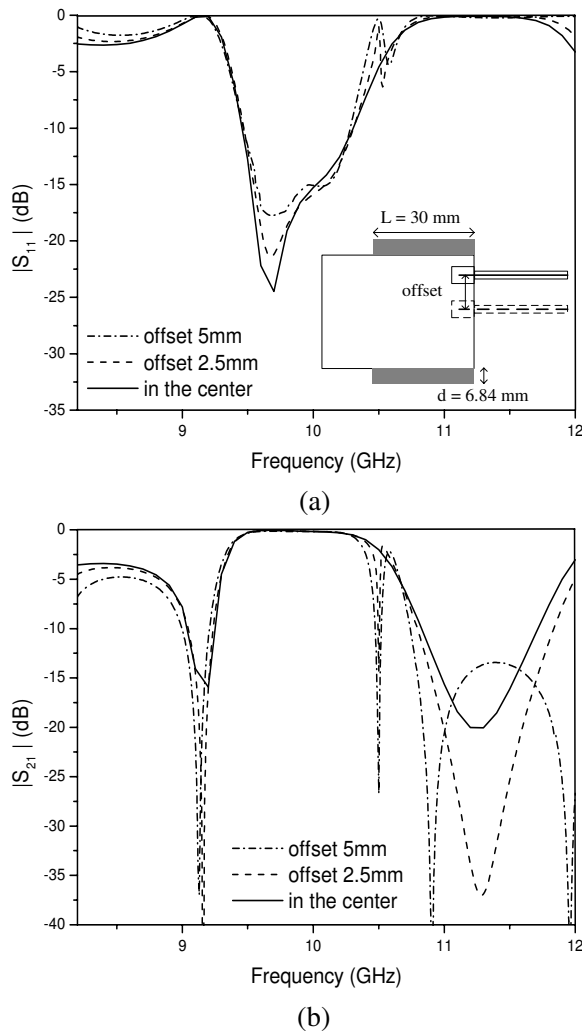 0
-5
-10
-15
-20
-25
-30
-35
|S11| (dB)
L = 30 mm
offset
d = 6.84 mm
offset 5mm
offset 2.5mm
in the center
9 10 11 12
Frequency (GHz)
(a)
0
-5
-10
-15
-20
-25
-30
-35
-40
|S21| (dB)
offset 5mm
offset 2.5mm
in the center
9 10 11 12
Frequency (GHz)
(b)